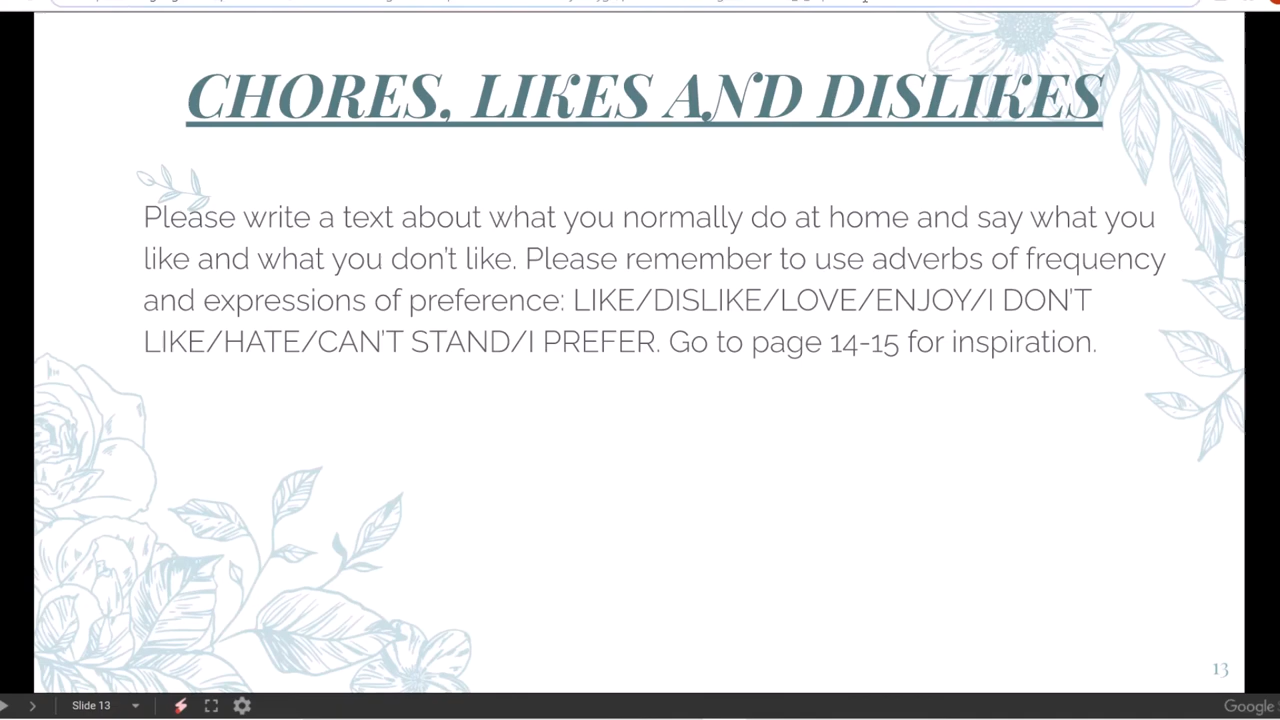 CHORES, LIKES AND DISLIKES
Please write a text about what you normally do at home and say what you
like and what you don't like. Please remember to use adverbs of frequency
and expressions of preference: LIKE/DISLIKE/LOVE/ENJOY/I DON'T
LIKE/HATE/CAN'T STAND/I PREFER. Go to page 14-15 for inspiration.
13
Slide 13
Google